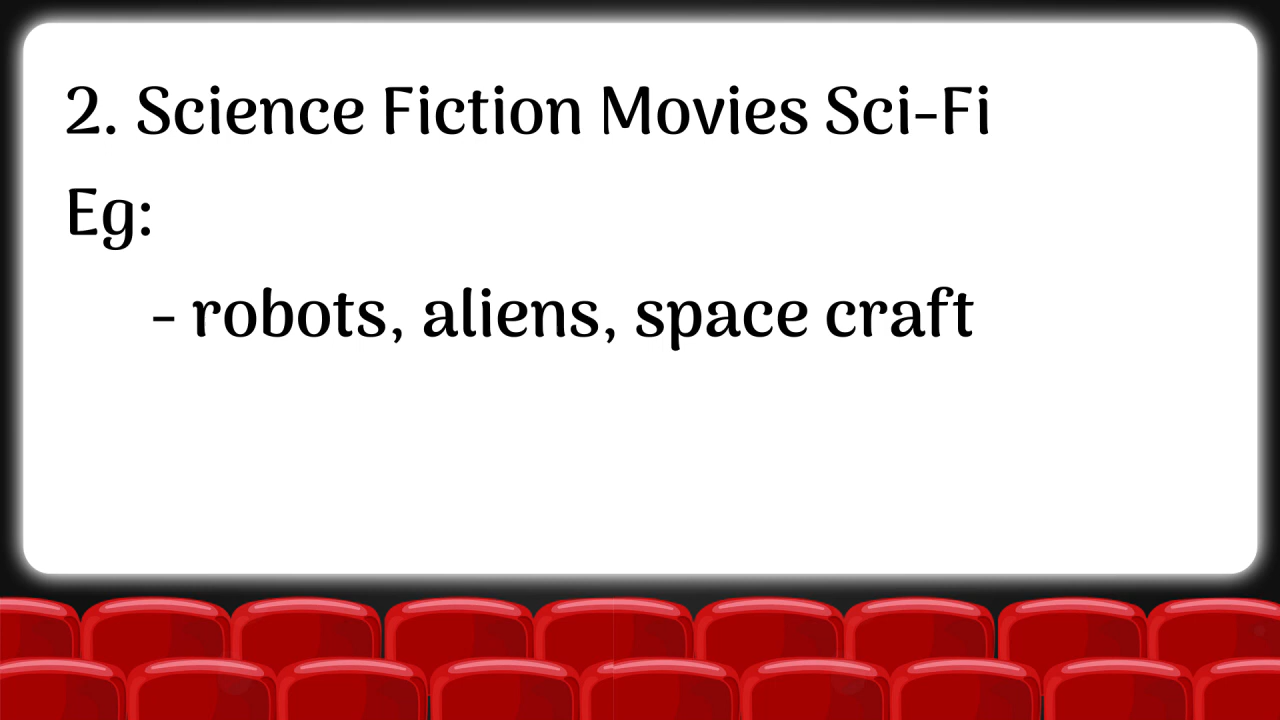 2. Science Fiction Movies Sci-Fi
Eg:
- robots, aliens, space craft